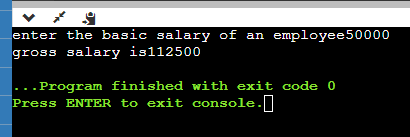 enter the basic salary of an employee50000
gross salary is112500
...Program finished with exit code 0
Press ENTER to exit console.